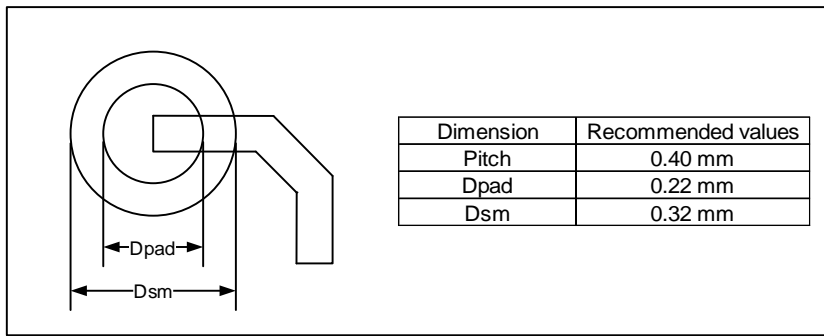 Dimension Recommended values
Pitch 0.40 mm
Dpad 0.22 mm
Dsm 0.32 mm
Dpad
Dsm